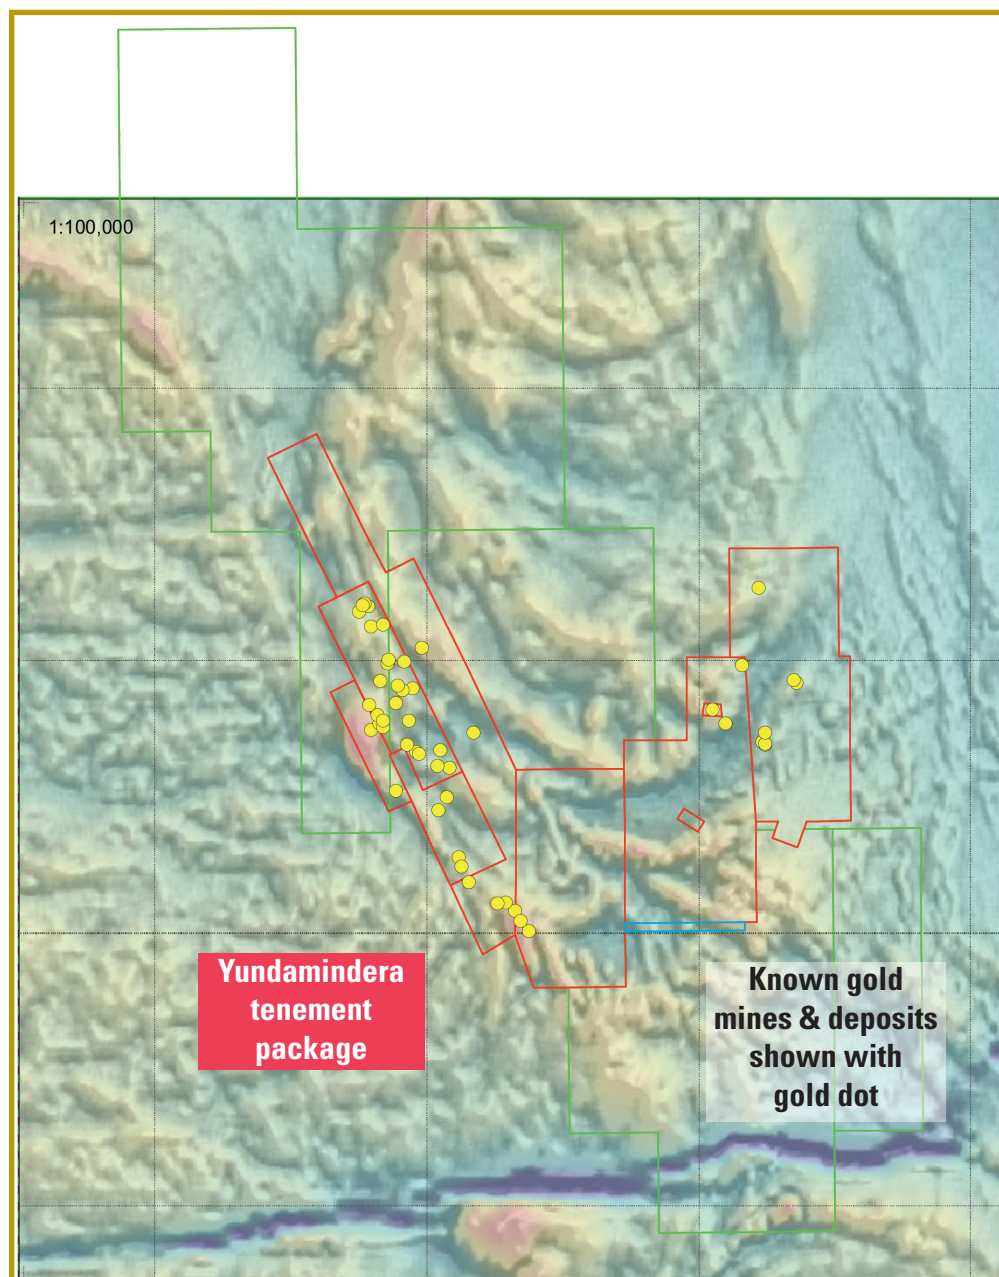 1:100,000
Yundamindera
tenement
package
Known gold
mines & deposits
shown with
gold dot